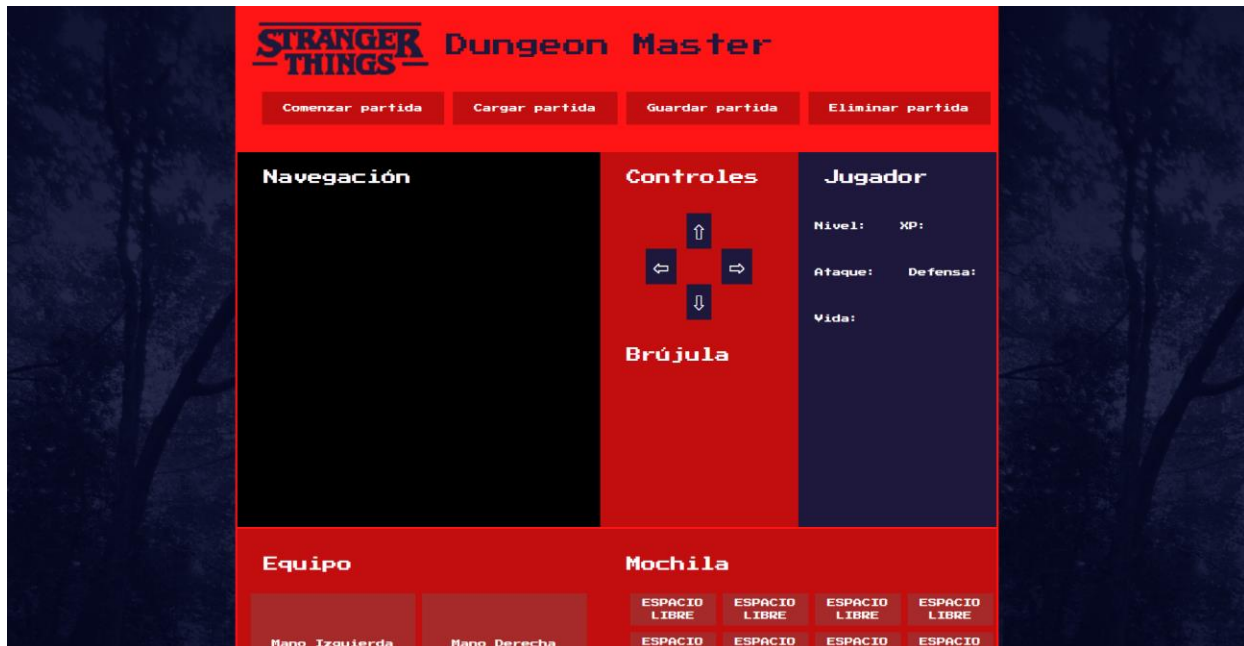 STRANGER
THINGS
Dungeon Master
Comenzar partida Cargar partida Guardar partida Eliminar partida
Navegación
Controles
⇧
⇦ ⇨
⇩
Brújula
Jugador
Nivel: XP:
Ataque: Defensa:
Vida:
Equipo
Mano Izquierda Mano Derecha
Mochila
ESPACIO LIBRE ESPACIO LIBRE ESPACIO LIBRE ESPACIO LIBRE
ESPACIO ESPACIO ESPACIO ESPACIO